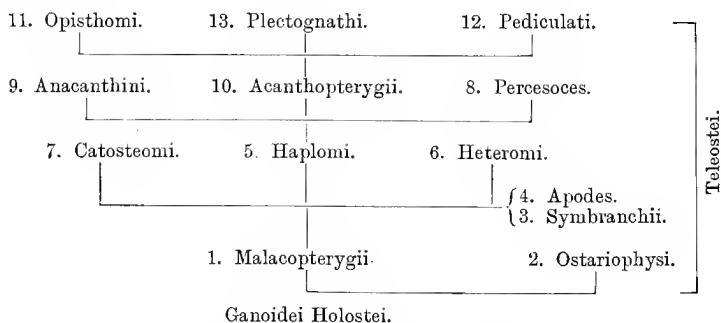 11. Opisthomi. 13. Plectognathi. 12. Pediculati.
9. Anacanthini. 10. Acanthopterygii. 8. Percesoces.
7. Catosteomi. 5. Haplomi. 6. Heteromi.
4. Apodes.
3. Symbranchii.
1. Malacopterygii. 2. Ostariophysi.
Ganoidei Holostei.
Teleostei.